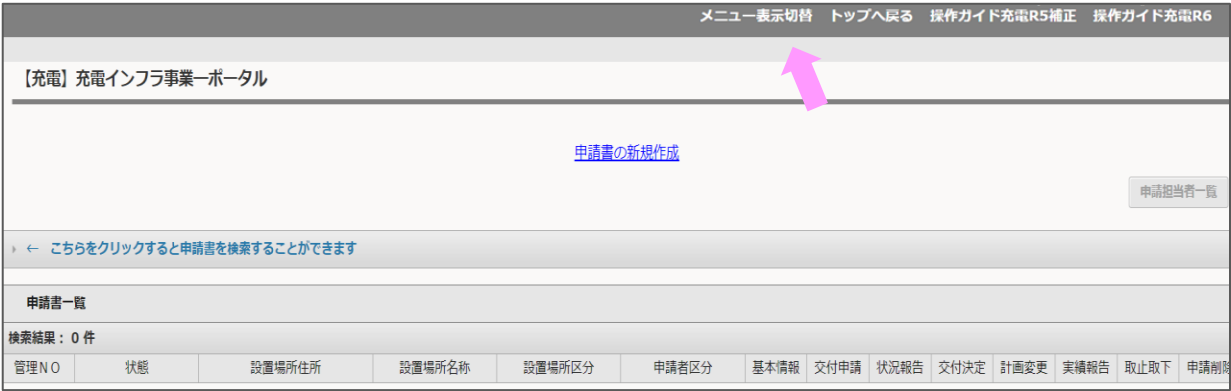 メニュー表示切替 トップへ戻る 操作ガイド充電R5補正 操作ガイド充電R6
【充電】充電インフラ事業ーポータル
申請書の新規作成
申請担当者一覧
← こちらをクリックすると申請書を検索することができます
申請書一覧
検索結果: 0 件
管理NO 状態 設置場所住所 設置場所名称 設置場所区分 申請者区分 基本情報 交付申請 状況報告 交付決定 計画変更 実績報告 取止取下 申請削除